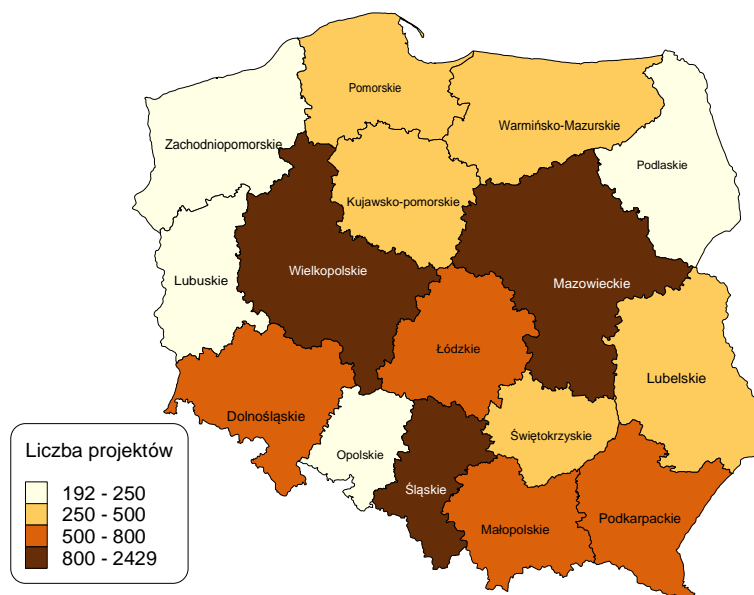 Pomorskie
Warmińsko-Mazurskie
Zachodniopomorskie
Podlaskie
Kujawsko-pomorskie
Wielkopolskie
Lubuskie
Mazowieckie
Łódzkie
Lubelskie
Dolnośląskie
Świętokrzyskie
Opolskie
Śląskie
Podkarpackie
Małopolskie
Liczba projektów
192 - 250
250 - 500
500 - 800
800 - 2429